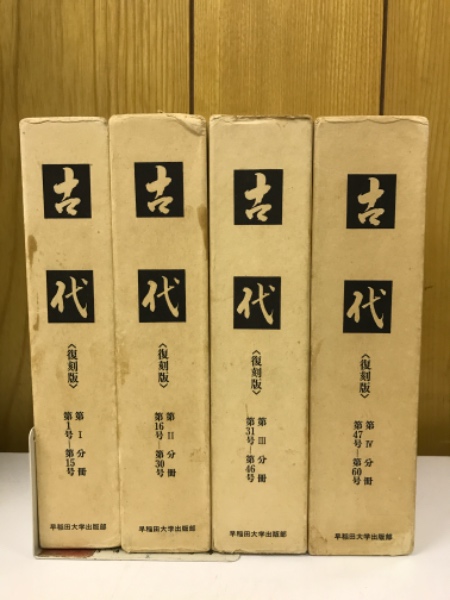 古代
〈復刻版〉
第Ⅰ分冊
第1号—第15号
早稲田大学出版部
古代
〈復刻版〉
第Ⅱ分冊
第16号—第30号
早稲田大学出版部
古代
〈復刻版〉
第Ⅲ分冊
第31号—第46号
早稲田大学出版部
古代
〈復刻版〉
第Ⅳ分冊
第47号—第60号
早稲田大学出版部